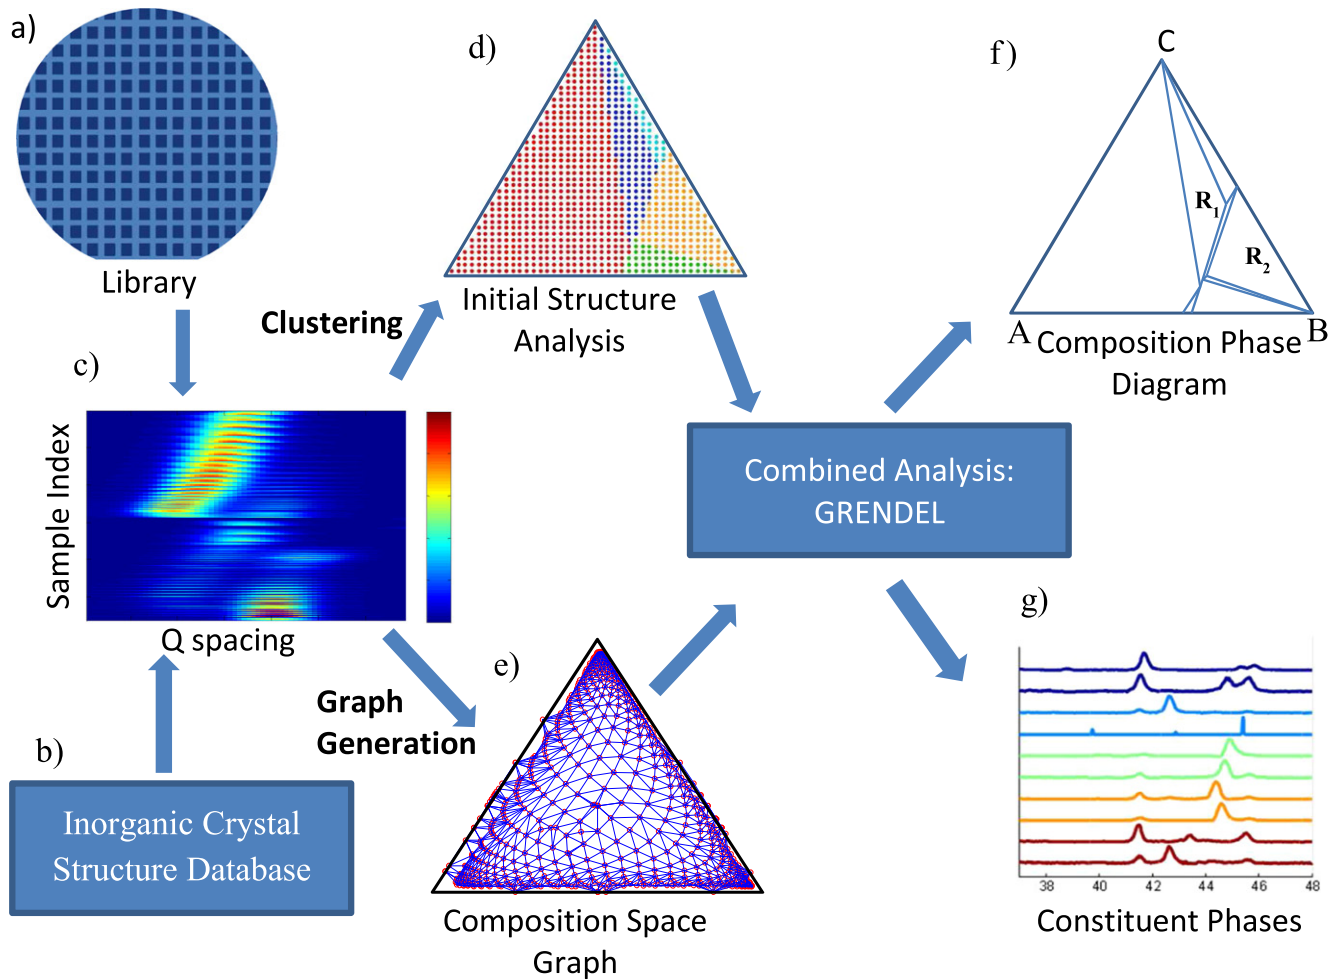 a)
Library
b)
Inorganic Crystal
Structure Database
c)
Sample Index
Q spacing
Clustering
Graph
Generation
d)
Initial Structure
Analysis
e)
Composition Space
Graph
Combined Analysis:
GRENDEL
f)
C
R1
R2
A
B
Composition Phase
Diagram
g)
38 40 42 44 46 48
Constituent Phases